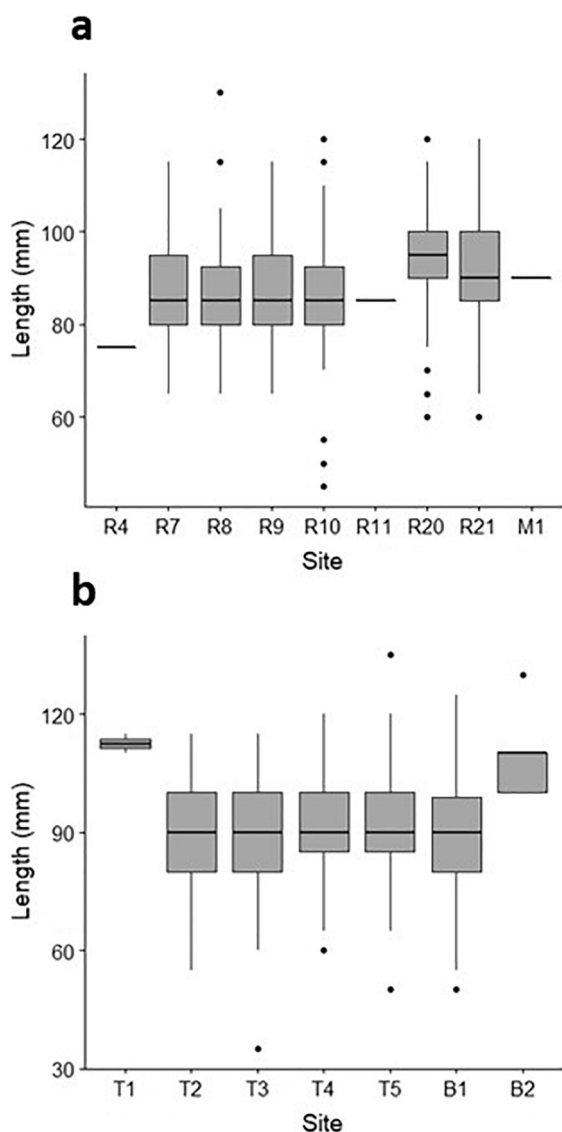 a
Length (mm)
120
100
80
60
R4 R7 R8 R9 R10 R11 R20 R21 M1
Site
b
Length (mm)
120
90
60
30
T1 T2 T3 T4 T5 B1 B2
Site